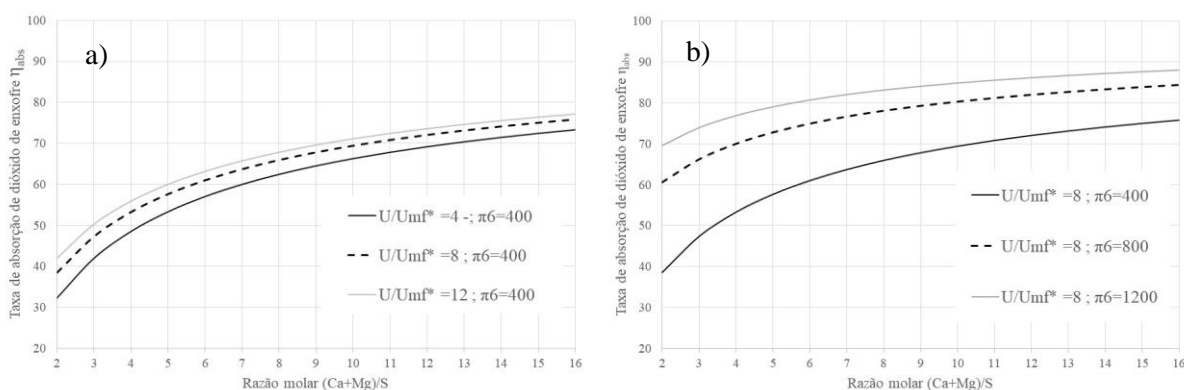 a)
Taxa de absorção de dióxido de enxofre ηabs
100
90
80
70
60
50
40
30
20
U/Umf* =4 -; π6=400
U/Umf* =8 ; π6=400
U/Umf* =12 ; π6=400
2 3 4 5 6 7 8 9 10 11 12 13 14 15 16
Razão molar (Ca+Mg)/S
b)
Taxa de absorção de dióxido de enxofre ηabs
100
90
80
70
60
50
40
30
20
U/Umf* =8 ; π6=400
U/Umf* =8 ; π6=800
U/Umf* =8 ; π6=1200
2 3 4 5 6 7 8 9 10 11 12 13 14 15 16
Razão molar (Ca+Mg)/S